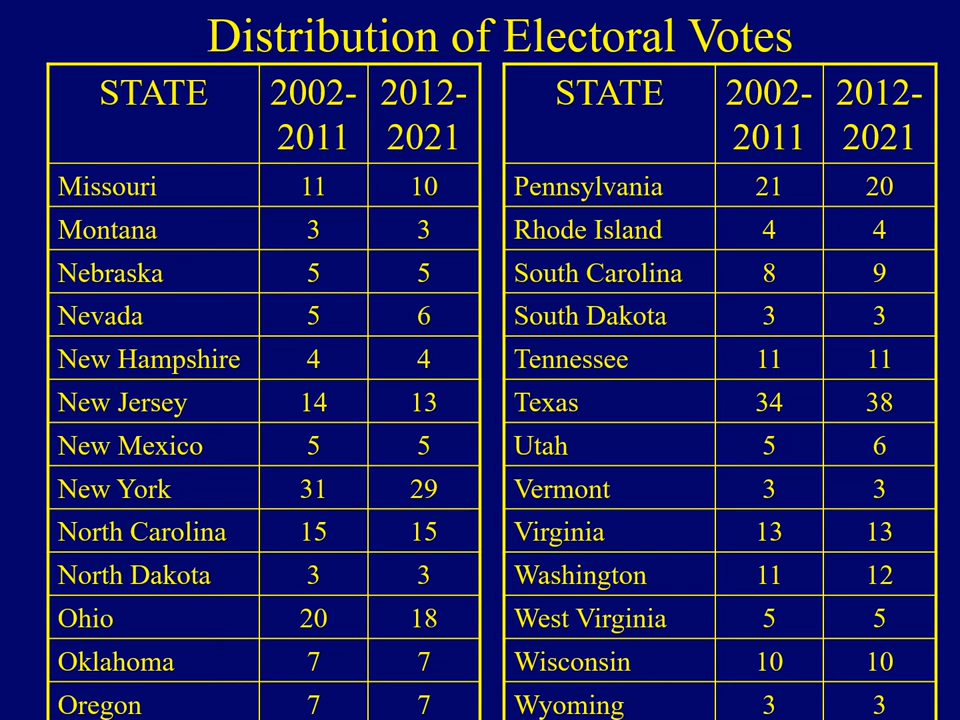 Distribution of Electoral Votes
STATE 2002-2011 2012-2021
Missouri 11 10
Montana 3 3
Nebraska 5 5
Nevada 5 6
New Hampshire 4 4
New Jersey 14 13
New Mexico 5 5
New York 31 29
North Carolina 15 15
North Dakota 3 3
Ohio 20 18
Oklahoma 7 7
Oregon 7 7
STATE 2002-2011 2012-2021
Pennsylvania 21 20
Rhode Island 4 4
South Carolina 8 9
South Dakota 3 3
Tennessee 11 11
Texas 34 38
Utah 5 6
Vermont 3 3
Virginia 13 13
Washington 11 12
West Virginia 5 5
Wisconsin 10 10
Wyoming 3 3